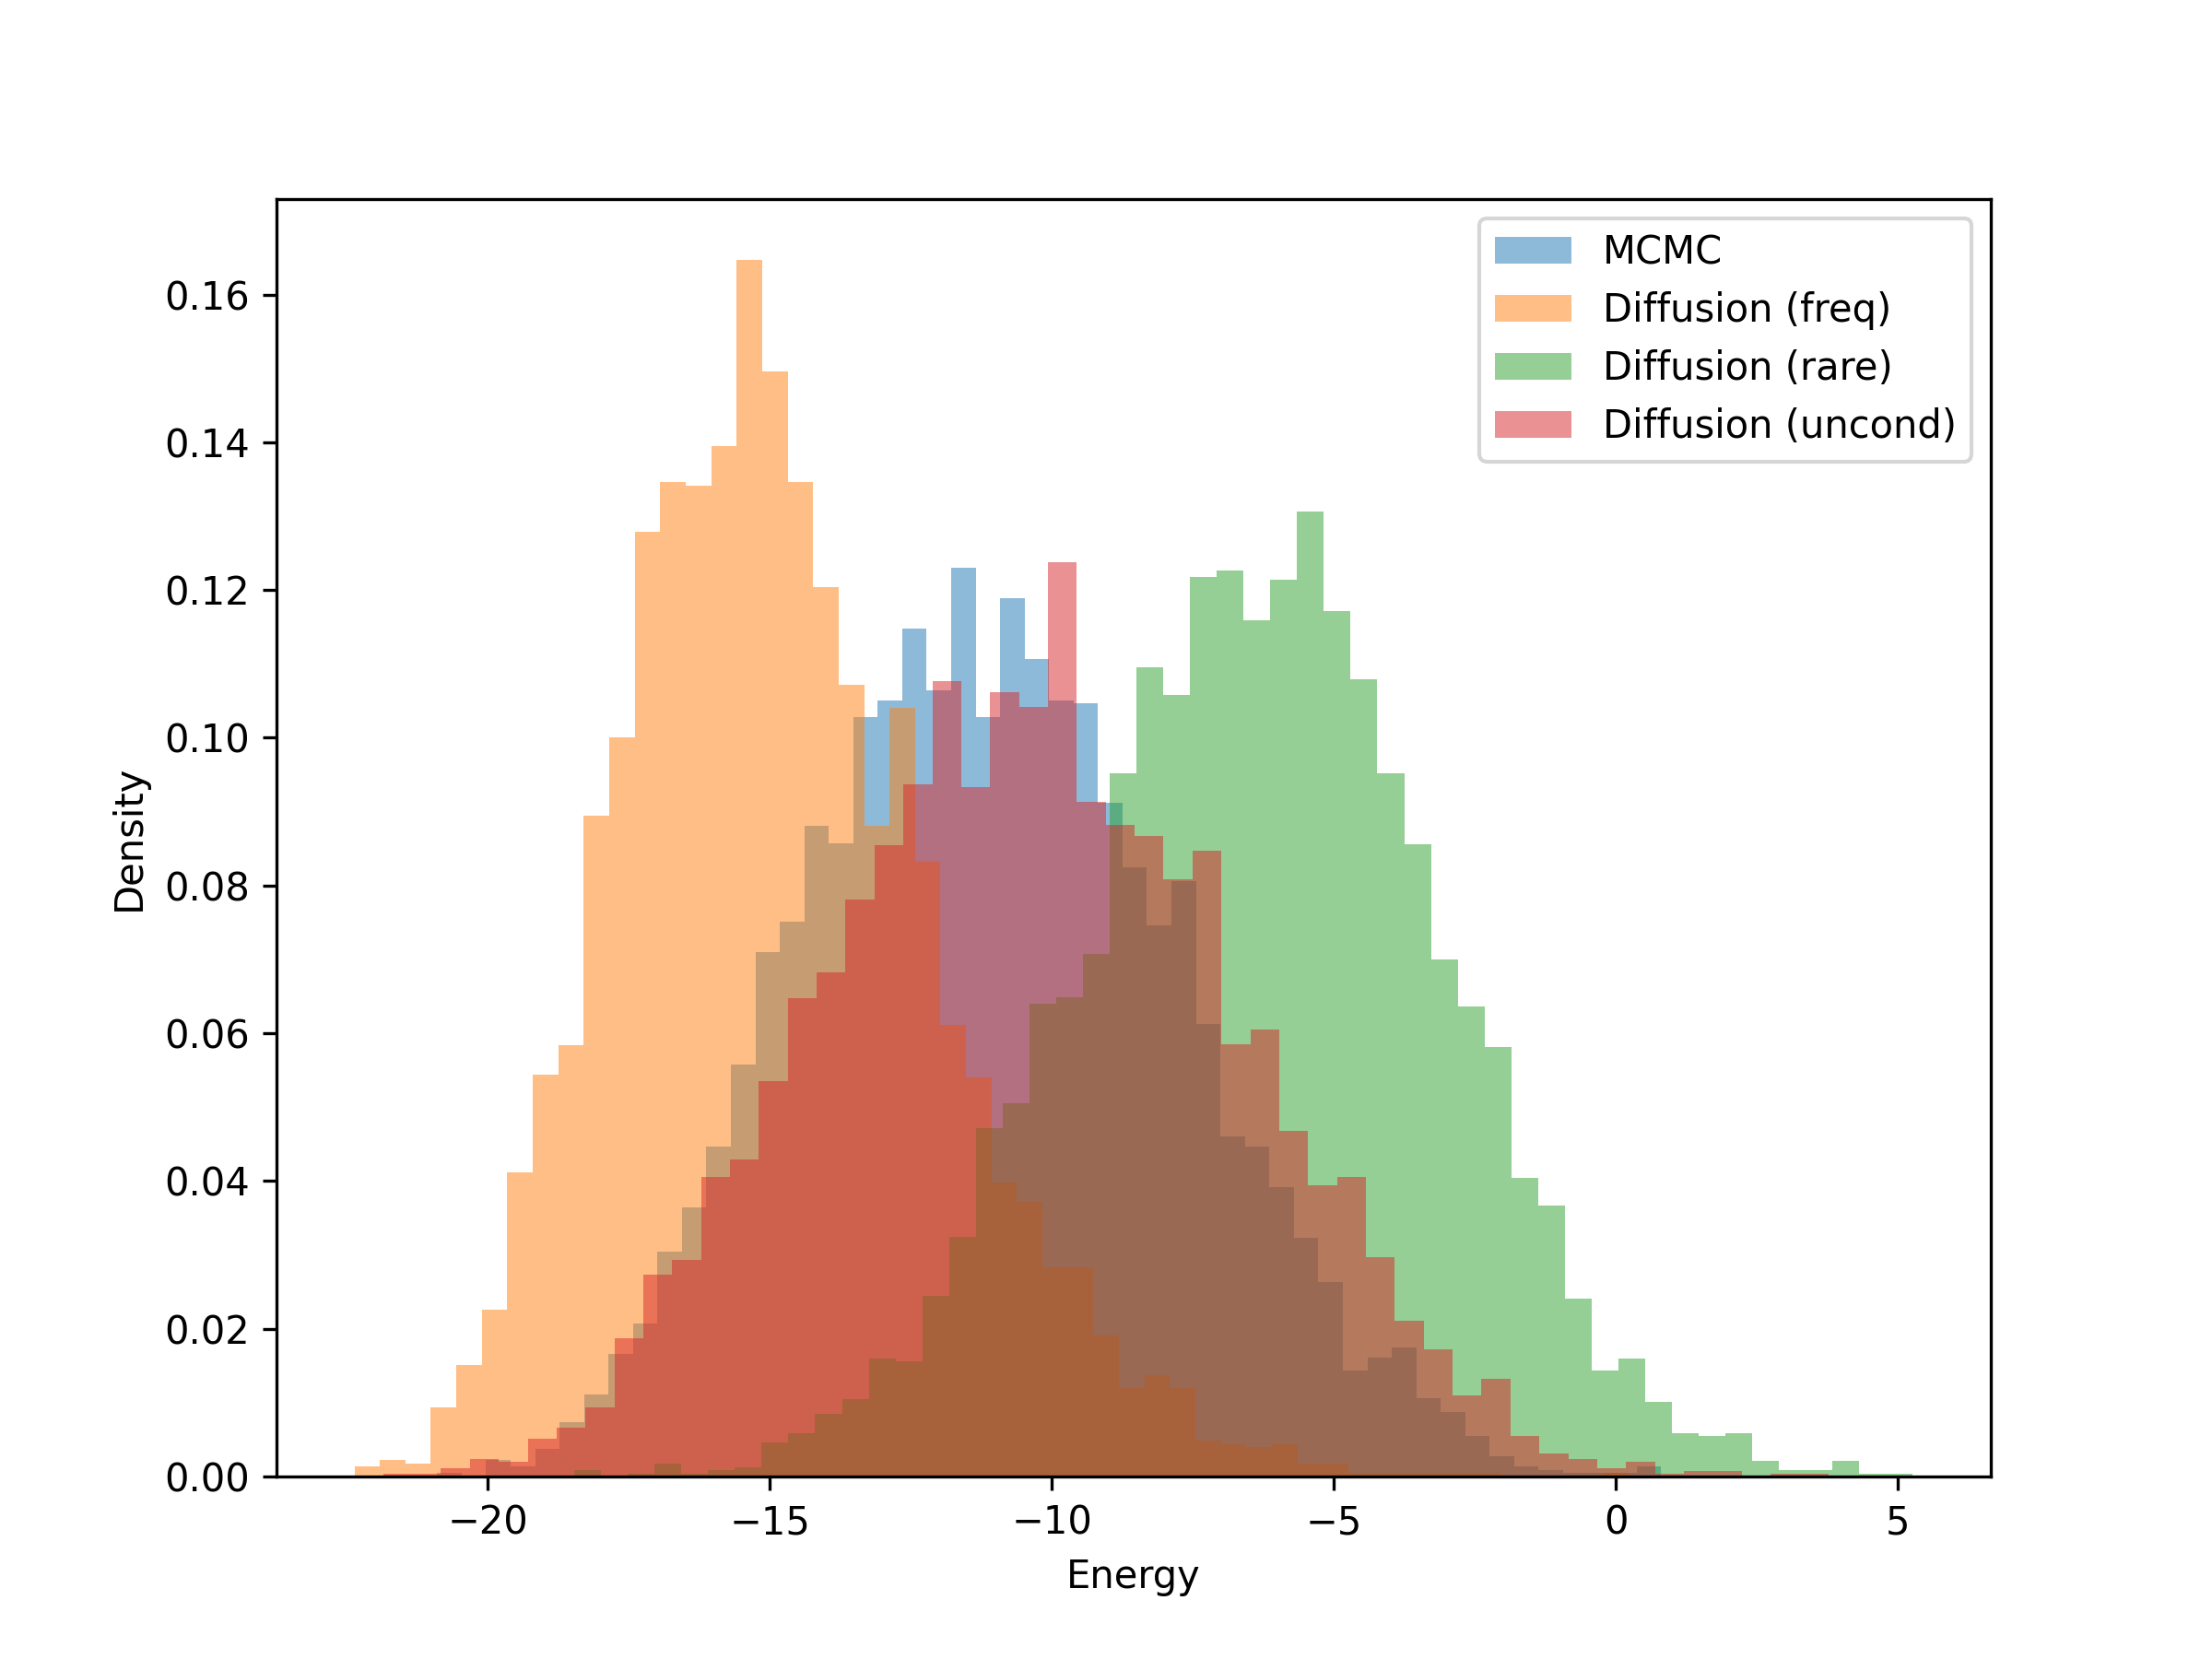 MCMC
Diffusion (freq)
Diffusion (rare)
Diffusion (uncond)
0.16
0.14
0.12
0.10
0.08
0.06
0.04
0.02
0.00
Density
−20 −15 −10 −5 0 5
Energy